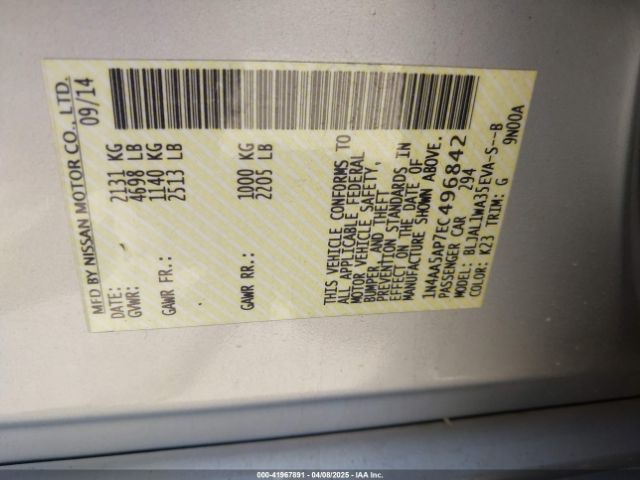 MFD BY NISSAN MOTOR CO., LTD.
DATE: 09/14
GVWR: 2131 KG
4698 LB
GAWR FR.: 1140 KG
2513 LB
GAWR RR.: 1000 KG
2205 LB
THIS VEHICLE CONFORMS TO
ALL APPLICABLE FEDERAL
MOTOR VEHICLE SAFETY,
BUMPER, AND THEFT
PREVENTION STANDARDS IN
EFFECT ON THE DATE OF
MANUFACTURE SHOWN ABOVE.
1N4AA5AP7EC496842
PASSENGER CAR 294
MODEL: BLJALIWA35EVA-S--B
COLOR: K23 TRIM: G 9N00A
000-41967891 - 04/08/2025 - IAA Inc.